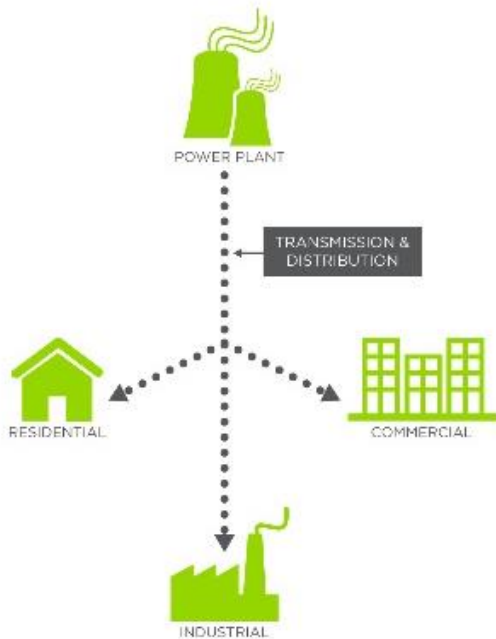 POWER PLANT
TRANSMISSION &
DISTRIBUTION
RESIDENTIAL
COMMERCIAL
INDUSTRIAL